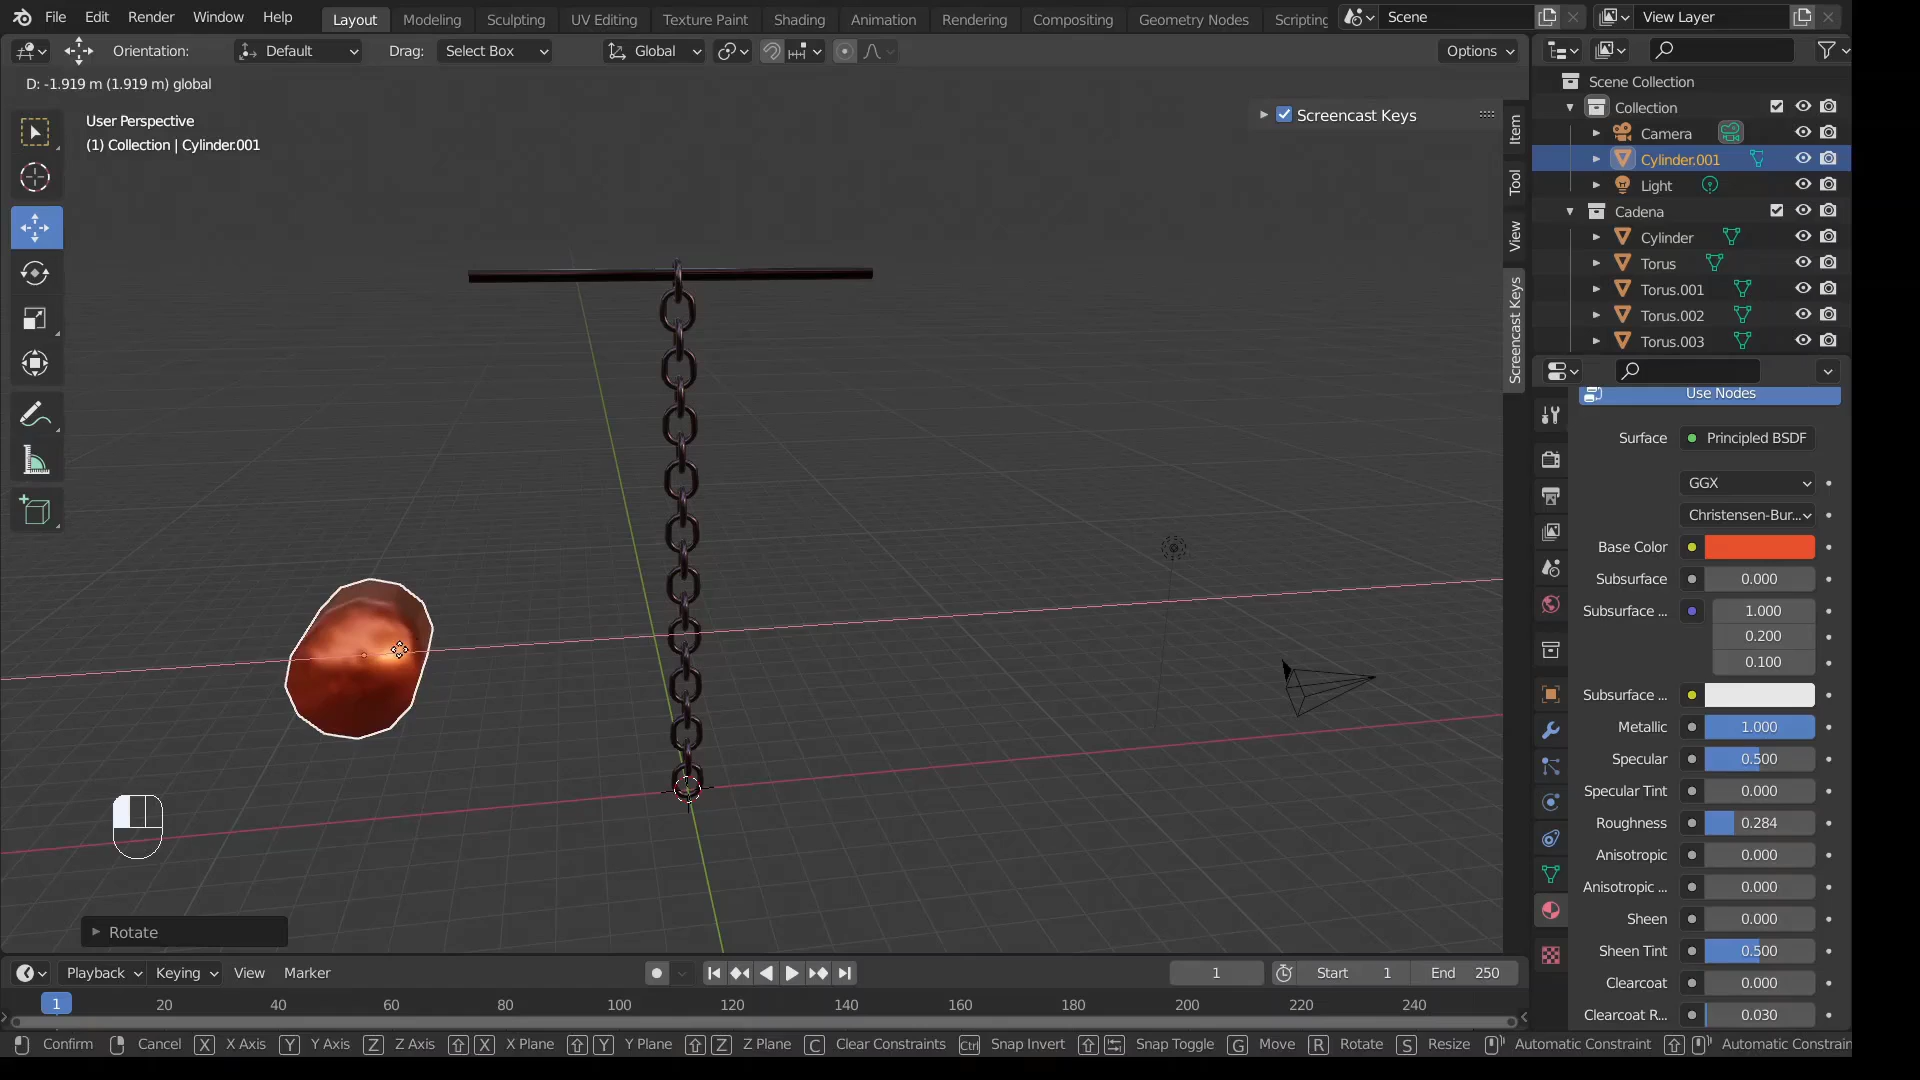 File Edit Render Window Help Layout Modeling Sculpting UV Editing Texture Paint Shading Animation Rendering Compositing Geometry Nodes Scripting Scene View Layer
Orientation: Default Drag: Select Box Global Options
D: -1.919 m (1.919 m) global
User Perspective
(1) Collection | Cylinder.001
Screencast Keys
Item
Tool
View
Screencast Keys
Scene Collection
Collection
Camera
Cylinder.001
Light
Cadena
Cylinder
Torus
Torus.001
Torus.002
Torus.003
Use Nodes
Surface Principled BSDF
GGX
Christensen-Bur...
Base Color
Subsurface 0.000
Subsurface ... 1.000
0.200
0.100
Subsurface ...
Metallic 1.000
Specular 0.500
Specular Tint 0.000
Roughness 0.284
Anisotropic 0.000
Anisotropic ... 0.000
Sheen 0.000
Sheen Tint 0.500
Clearcoat 0.000
Clearcoat R... 0.030
Rotate
Playback Keying View Marker 1 Start 1 End 250
1 20 40 60 80 100 120 140 160 180 200 220 240
Confirm Cancel X X Axis Y Y Axis Z Z Axis X X Plane Y Y Plane Z Z Plane C Clear Constraints Ctrl Snap Invert Snap Toggle G Move R Rotate S Resize Automatic Constraint Automatic Constrain